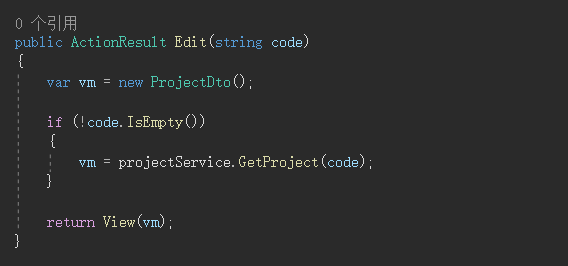 0 个引用
public ActionResult Edit(string code)
{
    var vm = new ProjectDto();
    if (!code.IsEmpty())
    {
        vm = projectService.GetProject(code);
    }
    return View(vm);
}